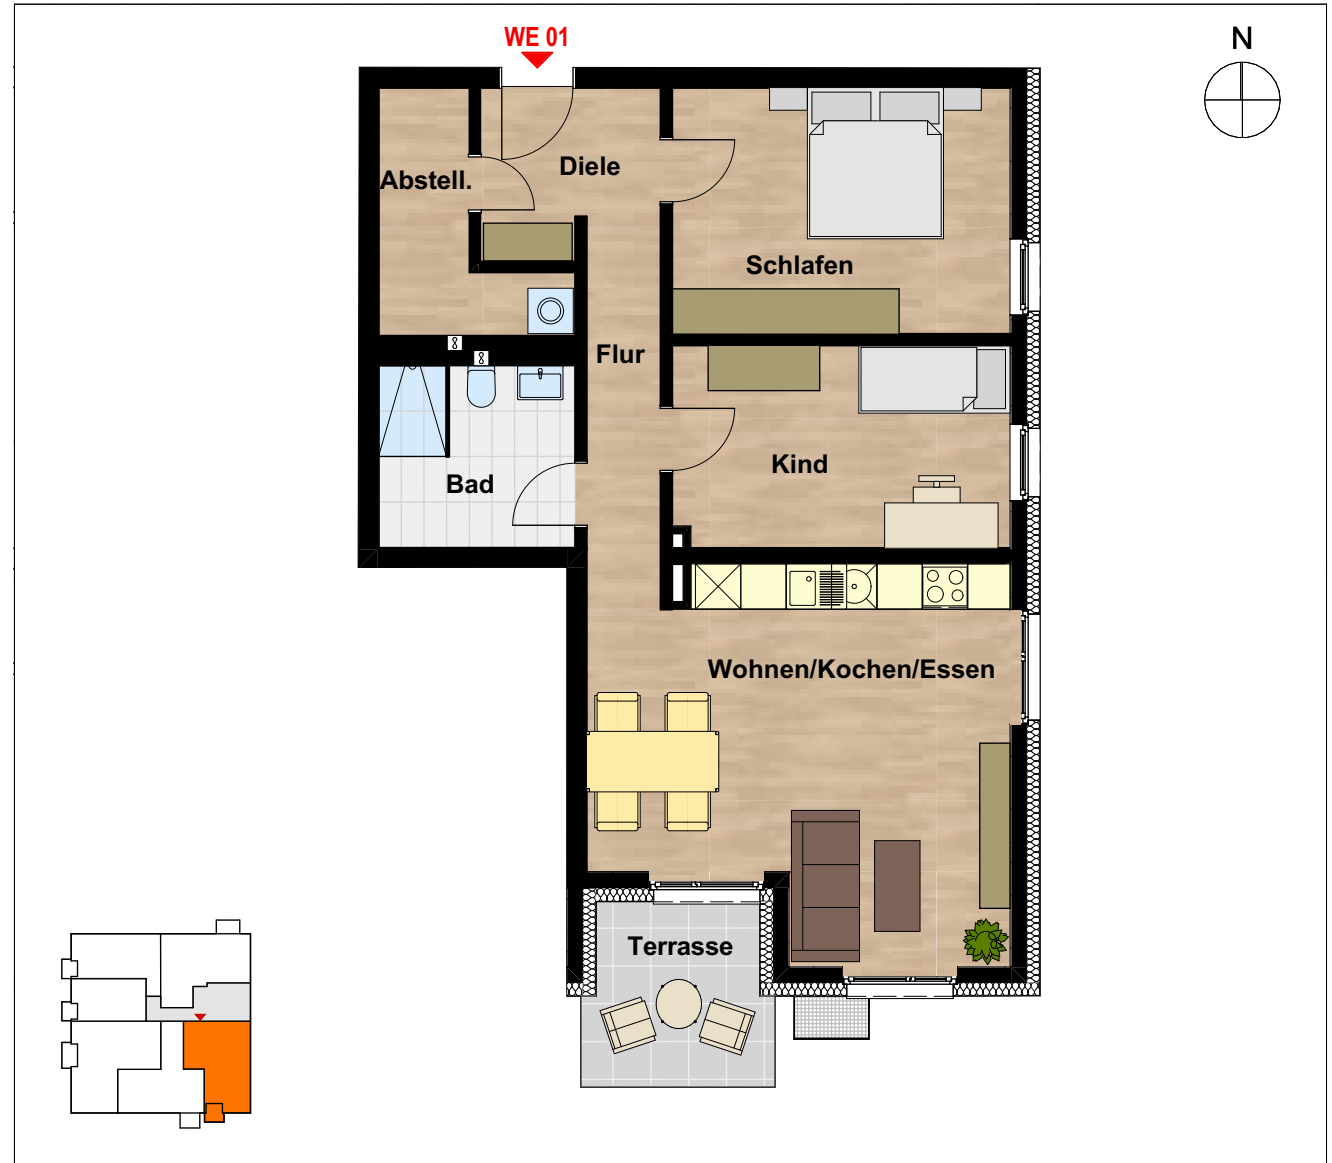 WE 01
N
Diele
Abstell.
Schlafen
Flur
Kind
Bad
Wohnen/Kochen/Essen
Terrasse